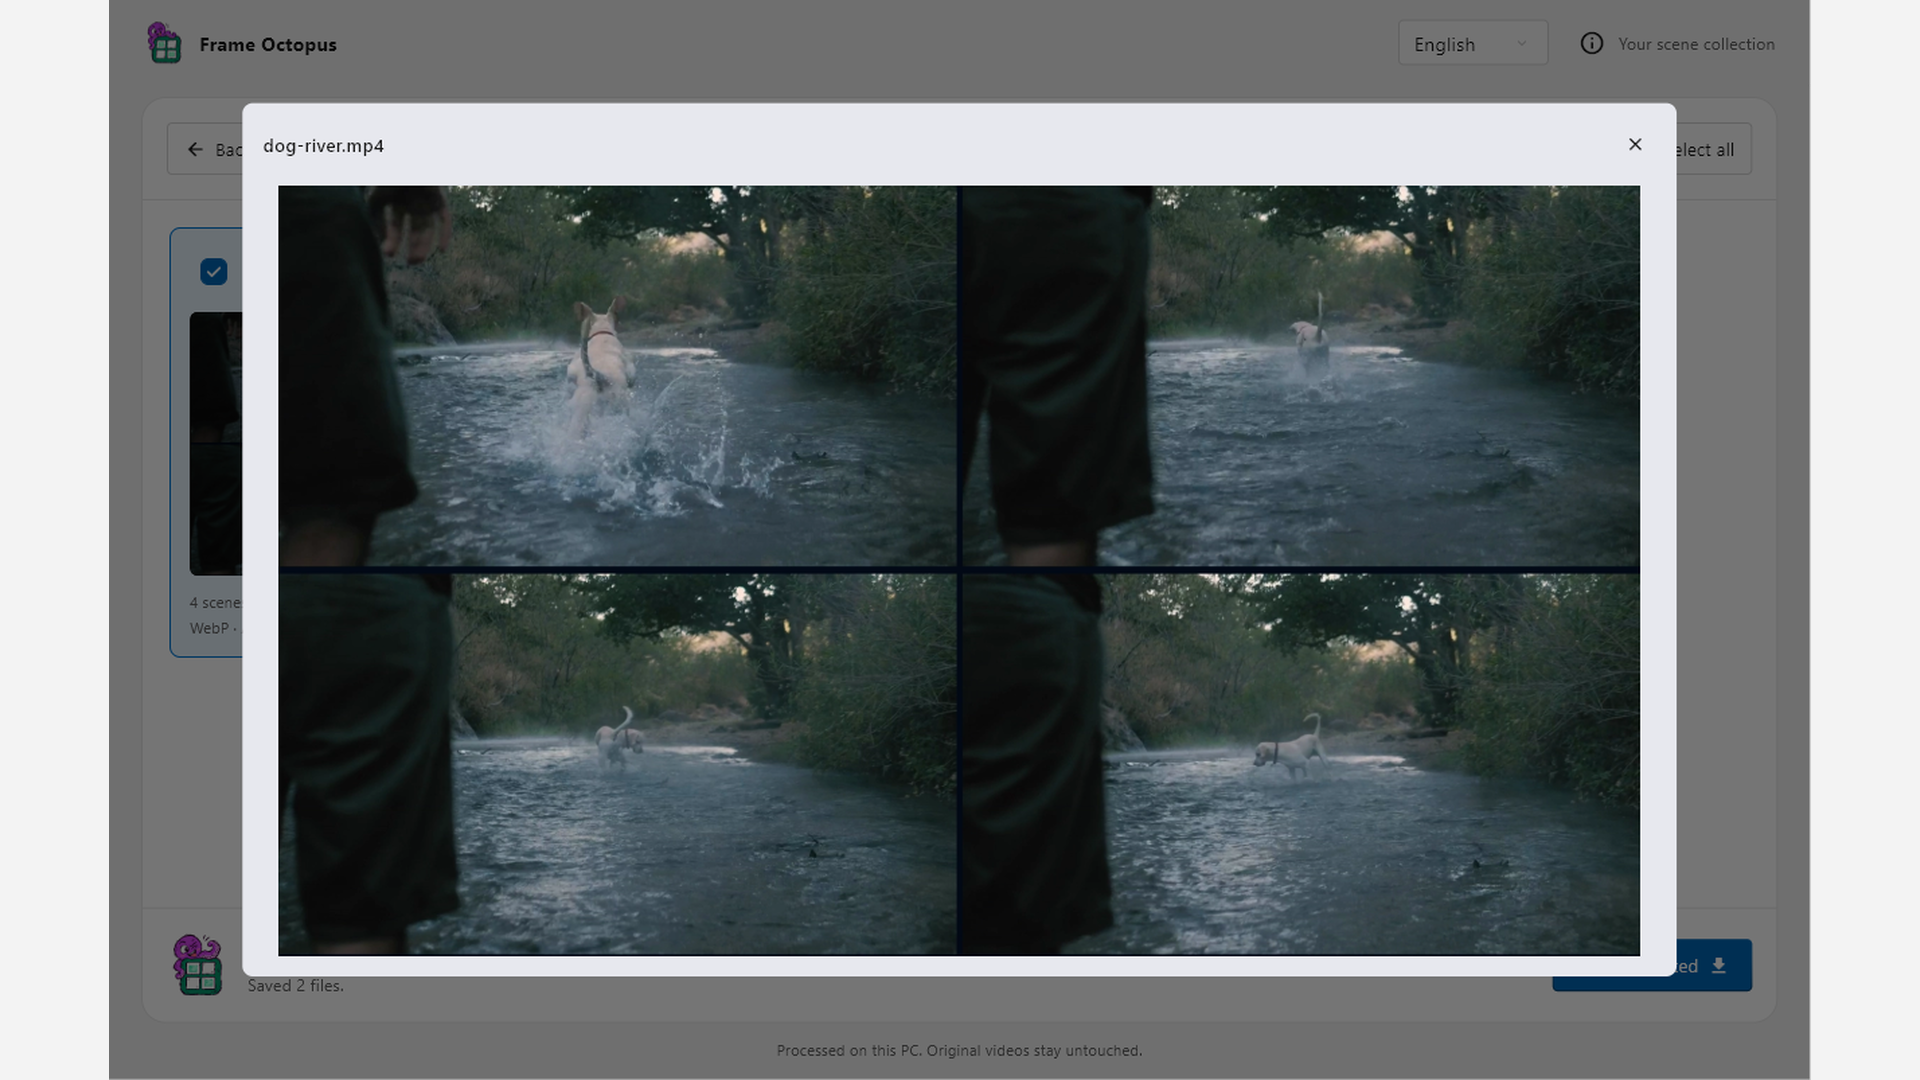 Frame Octopus
English
Your scene collection
dog-river.mp4
4 scene
WebP ·
Saved 2 files.
Processed on this PC. Original videos stay untouched.